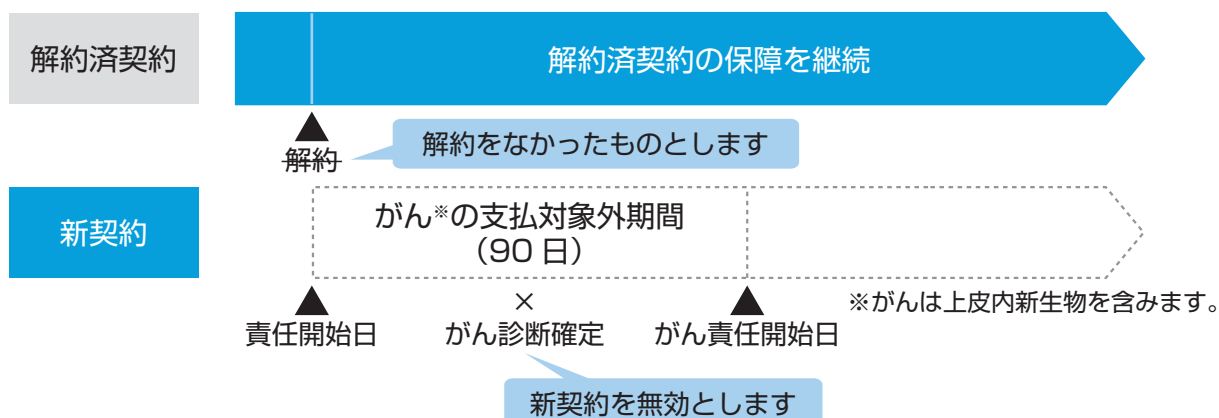 解約済契約
解約済契約の保障を継続
▲
解約
解約をなかったものとします
新契約
がん※の支払対象外期間
（90日）
▲
×
▲
責任開始日
がん診断確定
がん責任開始日
※がんは上皮内新生物を含みます。
新契約を無効とします